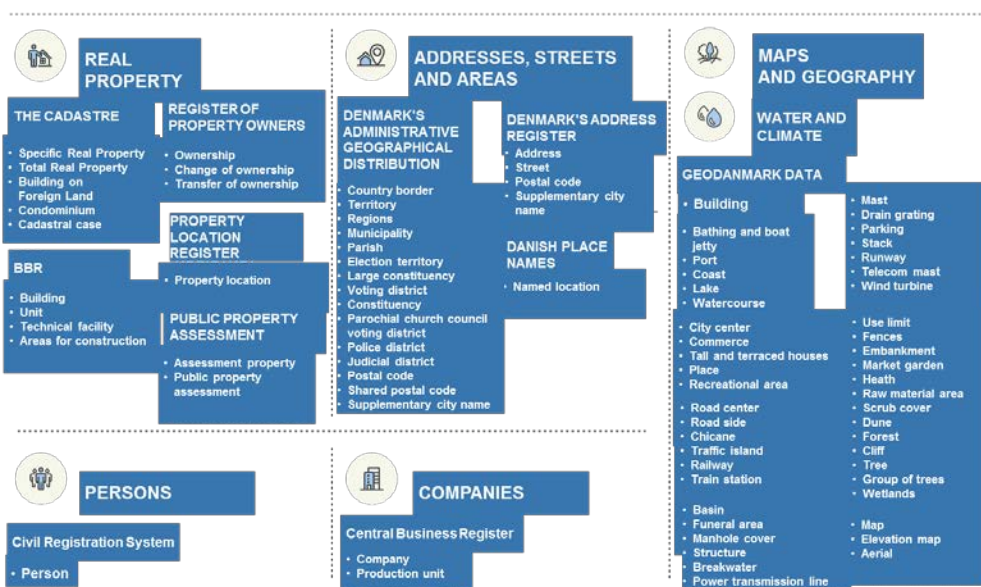 REAL
PROPERTY
THE CADASTRE
• Specific Real Property
• Total Real Property
• Building on
Foreign Land
• Condominium
• Cadastral case
BBR
• Building
• Unit
• Technical facility
• Areas for construction
REGISTER OF
PROPERTY OWNERS
• Ownership
• Change of ownership
• Transfer of ownership
PROPERTY
LOCATION
REGISTER
• Property location
PUBLIC PROPERTY
ASSESSMENT
• Assessment property
• Public property
assessment
ADDRESSES, STREETS
AND AREAS
DENMARK'S
ADMINISTRATIVE
GEOGRAPHICAL
DISTRIBUTION
• Country border
• Territory
• Regions
• Municipality
• Parish
• Election territory
• Large constituency
• Voting district
• Constituency
• Parochial church council
voting district
• Police district
• Judicial district
• Postal code
• Shared postal code
• Supplementary city name
DENMARK'S ADDRESS
REGISTER
• Address
• Street
• Postal code
• Supplementary city
name
DANISH PLACE
NAMES
• Named location
MAPS
AND GEOGRAPHY
WATER AND
CLIMATE
GEODANMARK DATA
• Building
• Bathing and boat
jetty
• Port
• Coast
• Lake
• Watercourse
• City center
• Commerce
• Tall and terraced houses
• Place
• Recreational area
• Road center
• Road side
• Chicane
• Traffic island
• Railway
• Train station
• Basin
• Funeral area
• Manhole cover
• Structure
• Breakwater
• Power transmission line
• Mast
• Drain grating
• Parking
• Stack
• Runway
• Telecom mast
• Wind turbine
• Use limit
• Fences
• Embankment
• Market garden
• Heath
• Raw material area
• Scrub cover
• Dune
• Forest
• Cliff
• Tree
• Group of trees
• Wetlands
• Map
• Elevation map
• Aerial
PERSONS
Civil Registration System
• Person
COMPANIES
Central Business Register
• Company
• Production unit